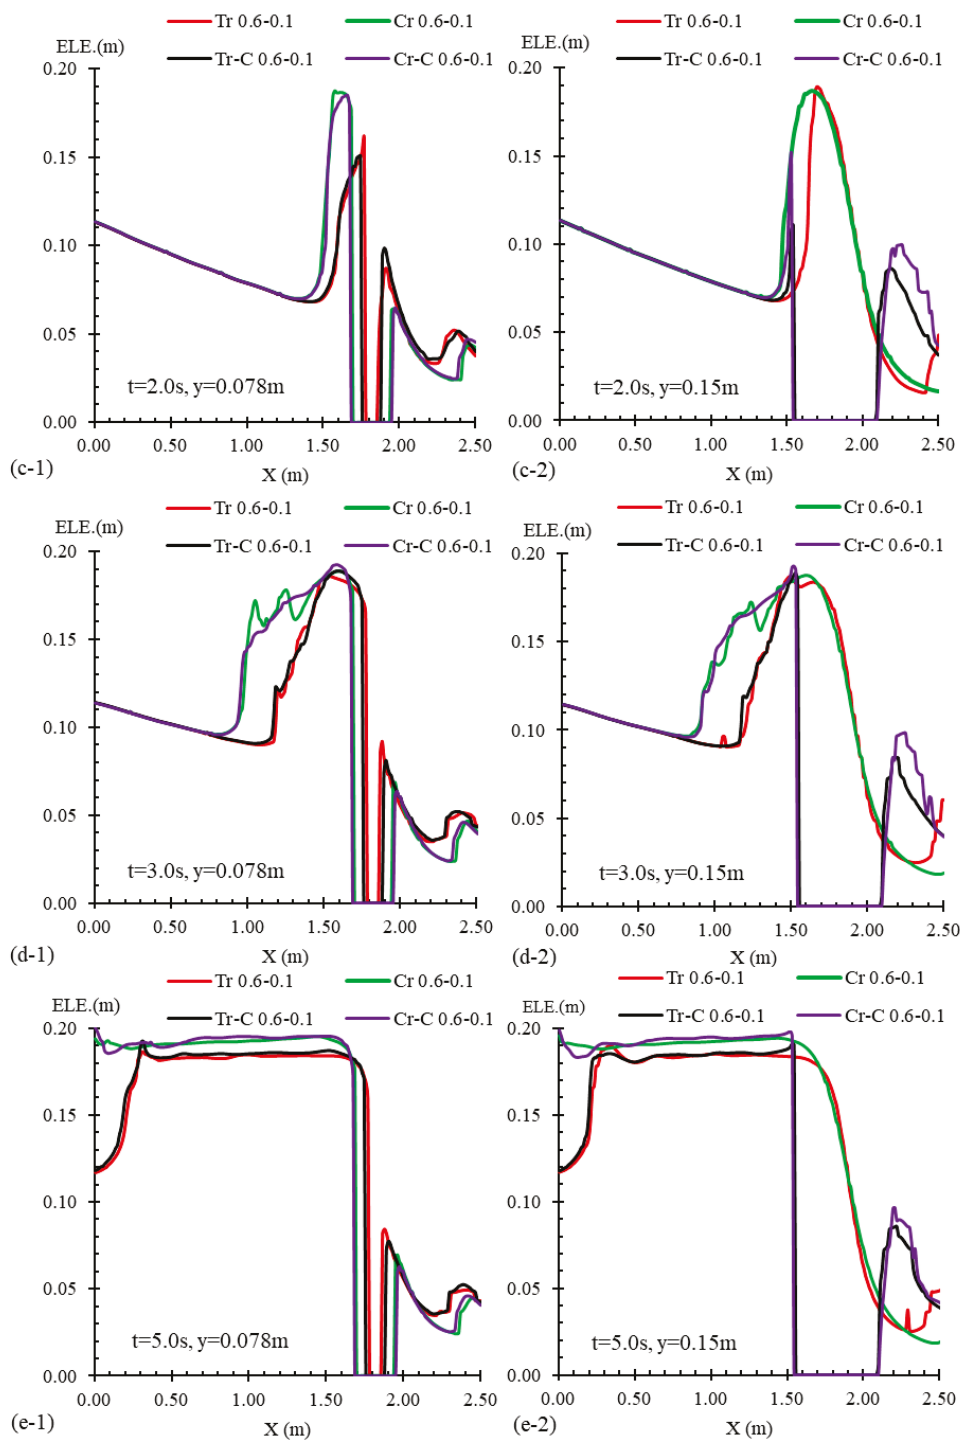 Tr 0.6-0.1 Cr 0.6-0.1
ELE.(m) Tr-C 0.6-0.1 Cr-C 0.6-0.1
0.20
0.15
0.10
0.05
t=2.0s, y=0.078m
0.00
0.00 0.50 1.00 1.50 2.00 2.50
(c-1) X (m)
Tr 0.6-0.1 Cr 0.6-0.1
ELE.(m) Tr-C 0.6-0.1 Cr-C 0.6-0.1
0.20
0.15
0.10
0.05
t=2.0s, y=0.15m
0.00
0.00 0.50 1.00 1.50 2.00 2.50
(c-2) X (m)
Tr 0.6-0.1 Cr 0.6-0.1
ELE.(m) Tr-C 0.6-0.1 Cr-C 0.6-0.1
0.20
0.15
0.10
0.05
t=3.0s, y=0.078m
0.00
0.00 0.50 1.00 1.50 2.00 2.50
(d-1) X (m)
Tr 0.6-0.1 Cr 0.6-0.1
ELE.(m) Tr-C 0.6-0.1 Cr-C 0.6-0.1
0.20
0.15
0.10
0.05
t=3.0s, y=0.15m
0.00
0.00 0.50 1.00 1.50 2.00 2.50
(d-2) X (m)
Tr 0.6-0.1 Cr 0.6-0.1
ELE.(m) Tr-C 0.6-0.1 Cr-C 0.6-0.1
0.20
0.15
0.10
0.05
t=5.0s, y=0.078m
0.00
0.00 0.50 1.00 1.50 2.00 2.50
(e-1) X (m)
Tr 0.6-0.1 Cr 0.6-0.1
ELE.(m) Tr-C 0.6-0.1 Cr-C 0.6-0.1
0.20
0.15
0.10
0.05
t=5.0s, y=0.15m
0.00
0.00 0.50 1.00 1.50 2.00 2.50
(e-2) X (m)